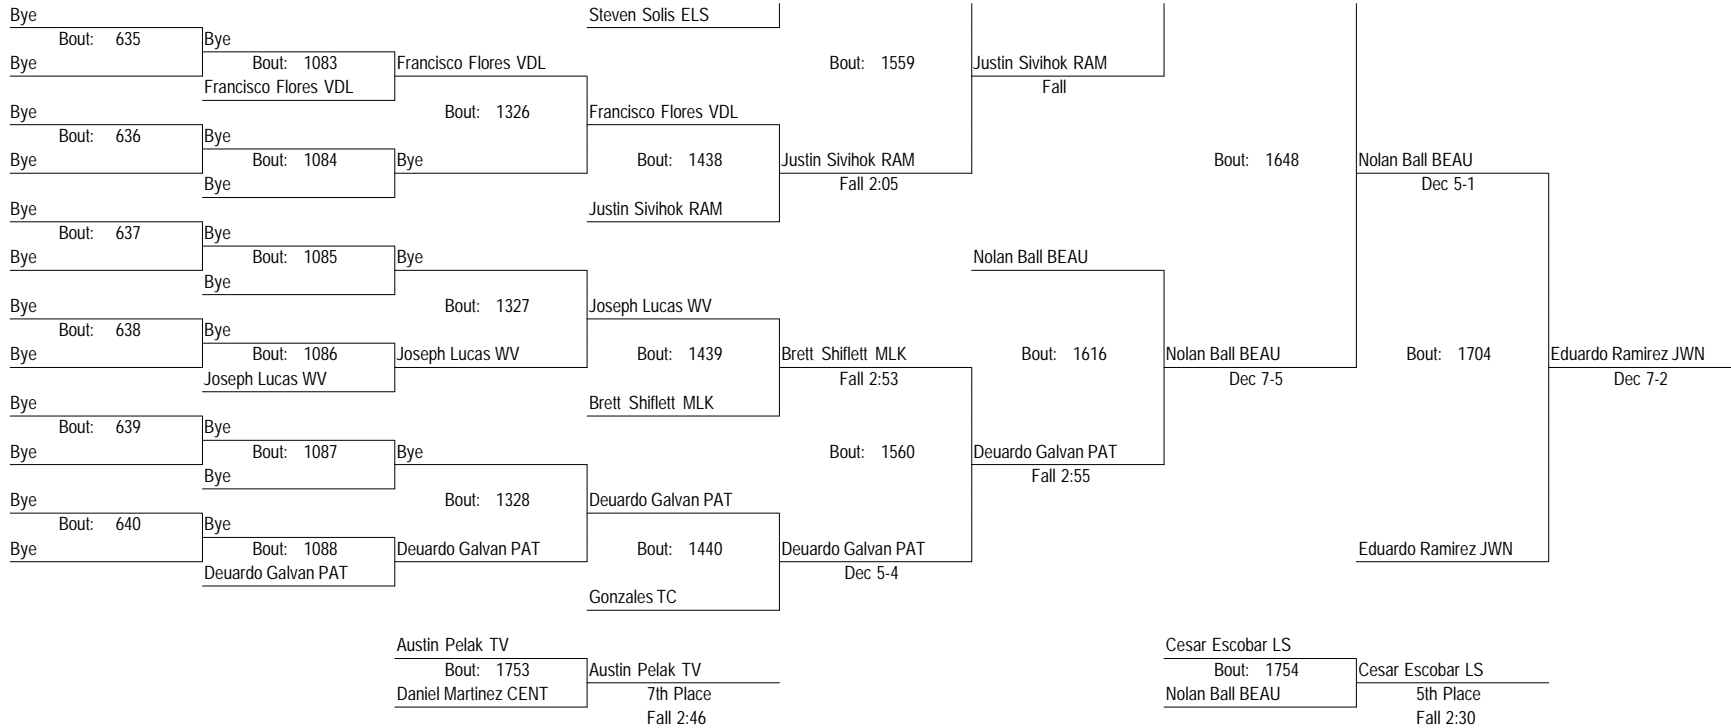 Bye Steven Solis ELS
Bout: 635 Bye
Bye Bout: 1083 Francisco Flores VDL Bout: 1559 Justin Sivihok RAM
Francisco Flores VDL Fall
Bye Bout: 1326 Francisco Flores VDL
Bout: 636 Bye
Bye Bout: 1084 Bye Bout: 1438 Justin Sivihok RAM Bout: 1648 Nolan Ball BEAU
Bye Fall 2:05 Dec 5-1
Bye Justin Sivihok RAM
Bout: 637 Bye
Bye Bout: 1085 Bye Nolan Ball BEAU
Bye
Bye Bout: 1327 Joseph Lucas WV
Bout: 638 Bye
Bye Bout: 1086 Joseph Lucas WV Bout: 1439 Brett Shiflett MLK Bout: 1616 Nolan Ball BEAU Bout: 1704 Eduardo Ramirez JWN
Joseph Lucas WV Fall 2:53 Dec 7-5 Dec 7-2
Bye Brett Shiflett MLK
Bout: 639 Bye
Bye Bout: 1087 Bye Bout: 1560 Deuardo Galvan PAT
Bye Fall 2:55
Bye Bout: 1328 Deuardo Galvan PAT
Bout: 640 Bye
Bye Bout: 1088 Deuardo Galvan PAT Bout: 1440 Deuardo Galvan PAT Eduardo Ramirez JWN
Deuardo Galvan PAT Dec 5-4
Gonzales TC
Austin Pelak TV Cesar Escobar LS
Bout: 1753 Austin Pelak TV Bout: 1754 Cesar Escobar LS
Daniel Martinez CENT 7th Place Nolan Ball BEAU 5th Place
Fall 2:46 Fall 2:30